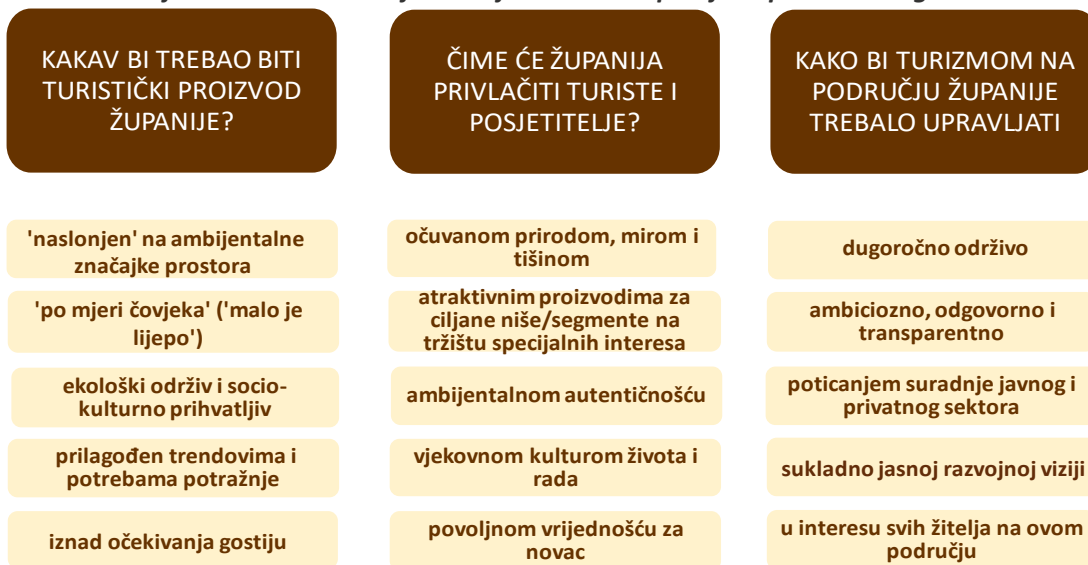 KAKAV BI TREBAO BITI
TURISTIČKI PROIZVOD
ŽUPANIJE?
'naslonjen' na ambijentalne
značajke prostora
'po mjeri čovjeka' ('malo je
lijepo')
ekološki održiv i socio-
kulturno prihvatljiv
prilagođen trendovima i
potrebama potražnje
iznad očekivanja gostiju
ČIME ĆE ŽUPANIJA
PRIVLAČITI TURISTE I
POSJETITELJE?
očuvanom prirodom, mirom i
tišinom
atraktivnim proizvodima za
ciljane niše/segmente na
tržištu specijalnih interesa
ambijentalnom autentičnošću
vjekovnom kulturom života i
rada
povoljnom vrijednošću za
novac
KAKO BI TURIZMOM NA
PODRUČJU ŽUPANIJE
TREBALO UPRAVLJATI
dugoročno održivo
ambiciozno, odgovorno i
transparentno
poticanjem suradnje javnog i
privatnog sektora
sukladno jasnoj razvojnoj viziji
u interesu svih žitelja na ovom
području